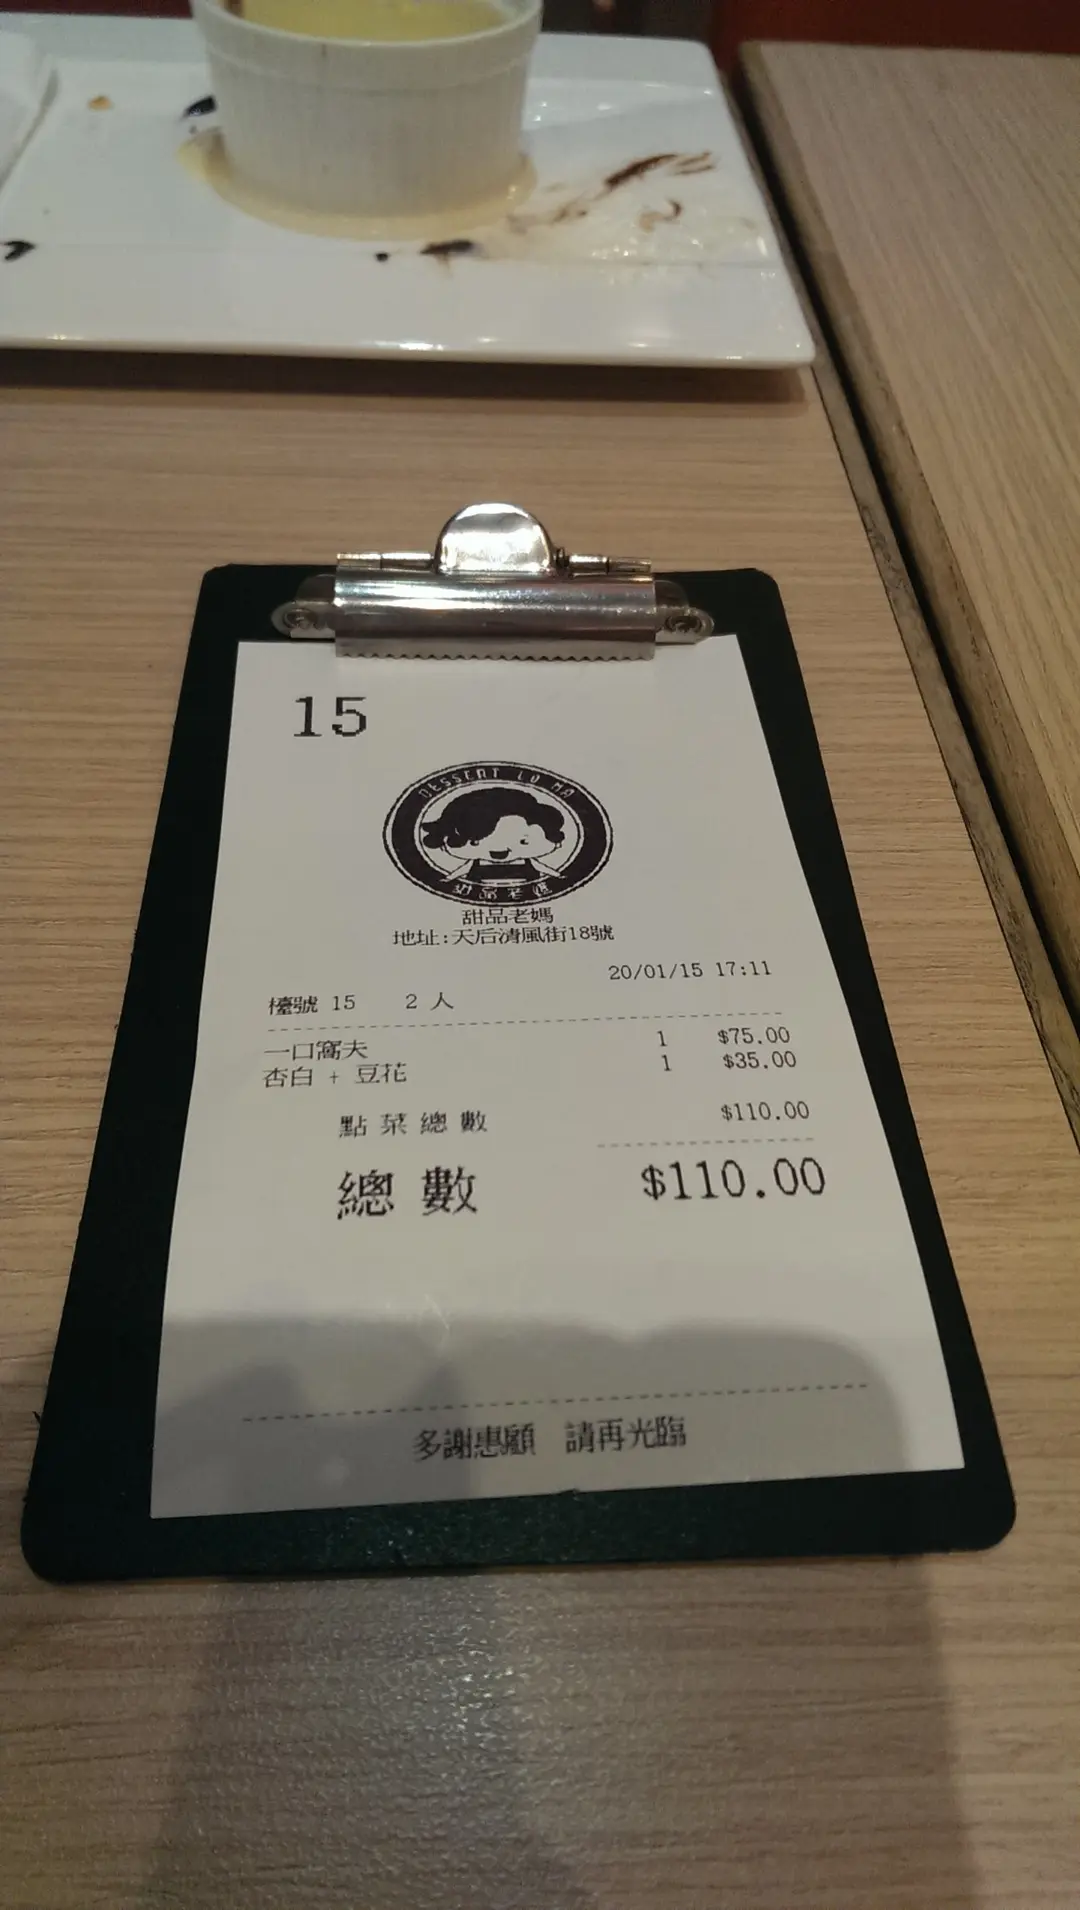 15
DESSERT LO MA
甜品老媽
甜品老媽
地址:天后清風街18號
20/01/15 17:11
檯號 15 2 人
一口窩夫 1 $75.00
杏白 + 豆花 1 $35.00
點菜總數 $110.00
總數 $110.00
多謝惠顧 請再光臨